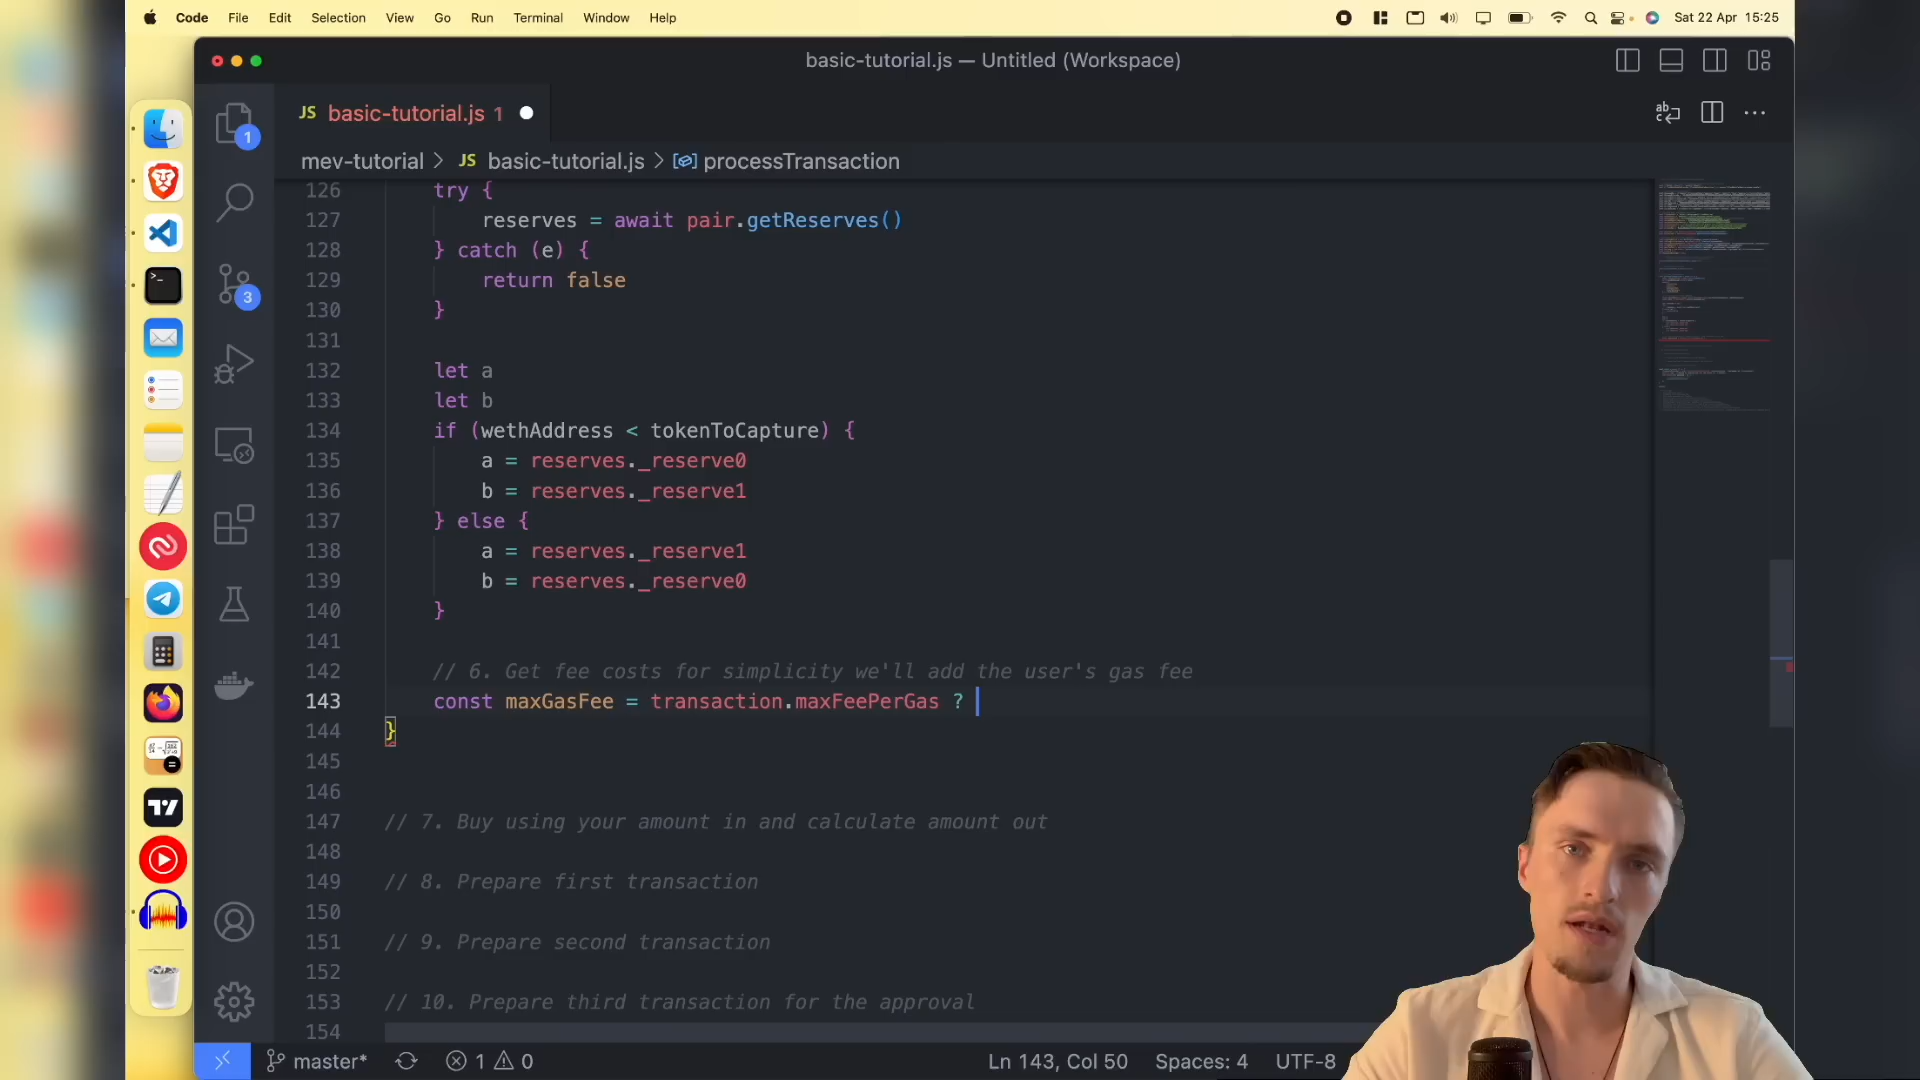 Code File Edit Selection View Go Run Terminal Window Help Sat 22 Apr 15:25
basic-tutorial.js — Untitled (Workspace)
JS basic-tutorial.js 1
mev-tutorial > JS basic-tutorial.js > processTransaction
126 try {
127 reserves = await pair.getReserves()
128 } catch (e) {
129 return false
130 }
131
132 let a
133 let b
134 if (wethAddress < tokenToCapture) {
135 a = reserves._reserve0
136 b = reserves._reserve1
137 } else {
138 a = reserves._reserve1
139 b = reserves._reserve0
140 }
141
142 // 6. Get fee costs for simplicity we'll add the user's gas fee
143 const maxGasFee = transaction.maxFeePerGas ?
144 }
145
146
147 // 7. Buy using your amount in and calculate amount out
148
149 // 8. Prepare first transaction
150
151 // 9. Prepare second transaction
152
153 // 10. Prepare third transaction for the approval
154
1
3
master* 1 0 Ln 143, Col 50 Spaces: 4 UTF-8